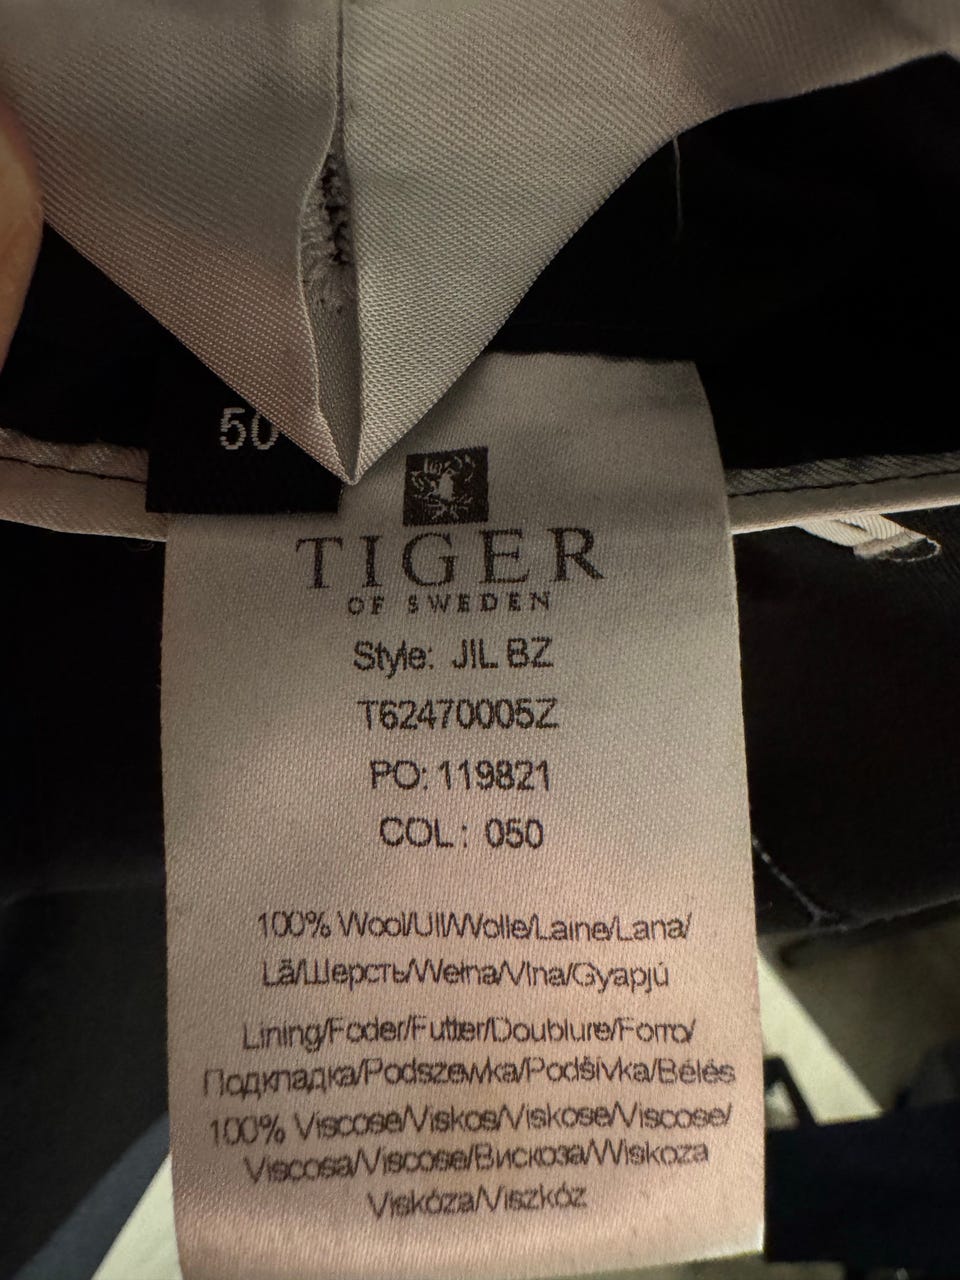 50
TIGER
OF SWEDEN
Style: JIL BZ
T62470005Z
PO: 119821
COL: 050
100% Wool/Ull/Wolle/Laine/Lana/
Lã/Шерсть/Wełna/Vlna/Gyapjú
Lining/Foder/Futter/Doublure/Forro/
Подкладка/Podszewka/Podšívka/Bélés
100% Viscose/Viskos/Viskose/Viscose/
Viscosa/Viscose/Вискоза/Wiskoza
Viskóza/Viszkóz